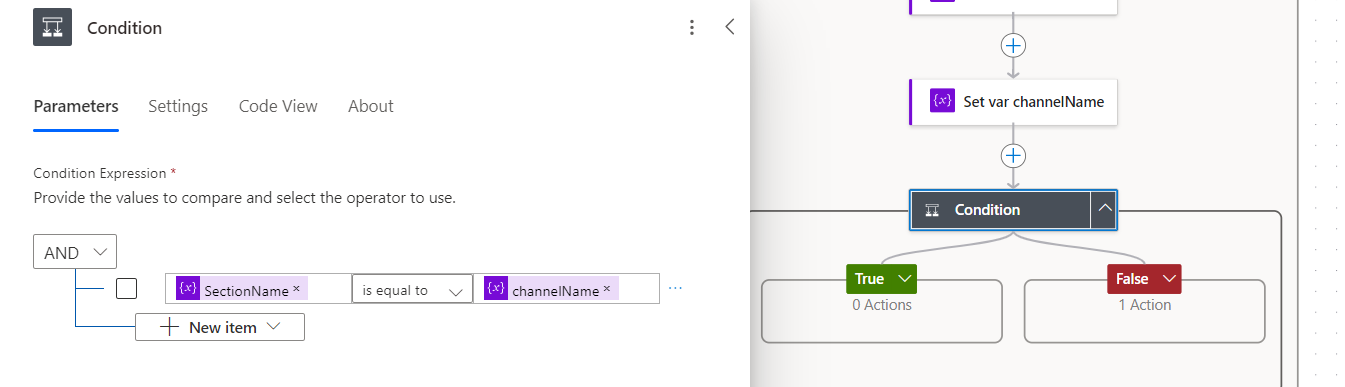 Condition
Parameters Settings Code View About
Condition Expression *
Provide the values to compare and select the operator to use.
AND
{x} SectionName × is equal to {x} channelName × ...
New item
{x} Set var channelName
Condition
True False
0 Actions 1 Action